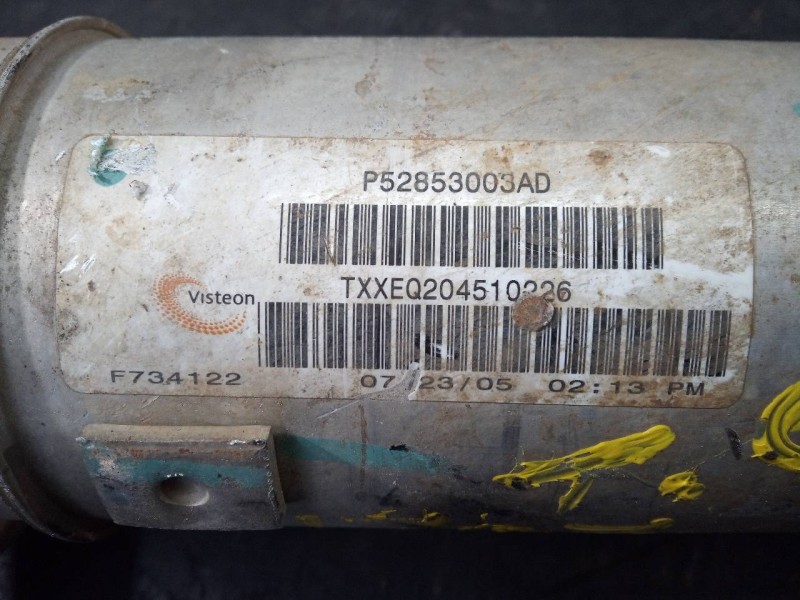 P52853003AD
TXXEQ204510226
Visteon
F734122 07/23/05 02:13 PM